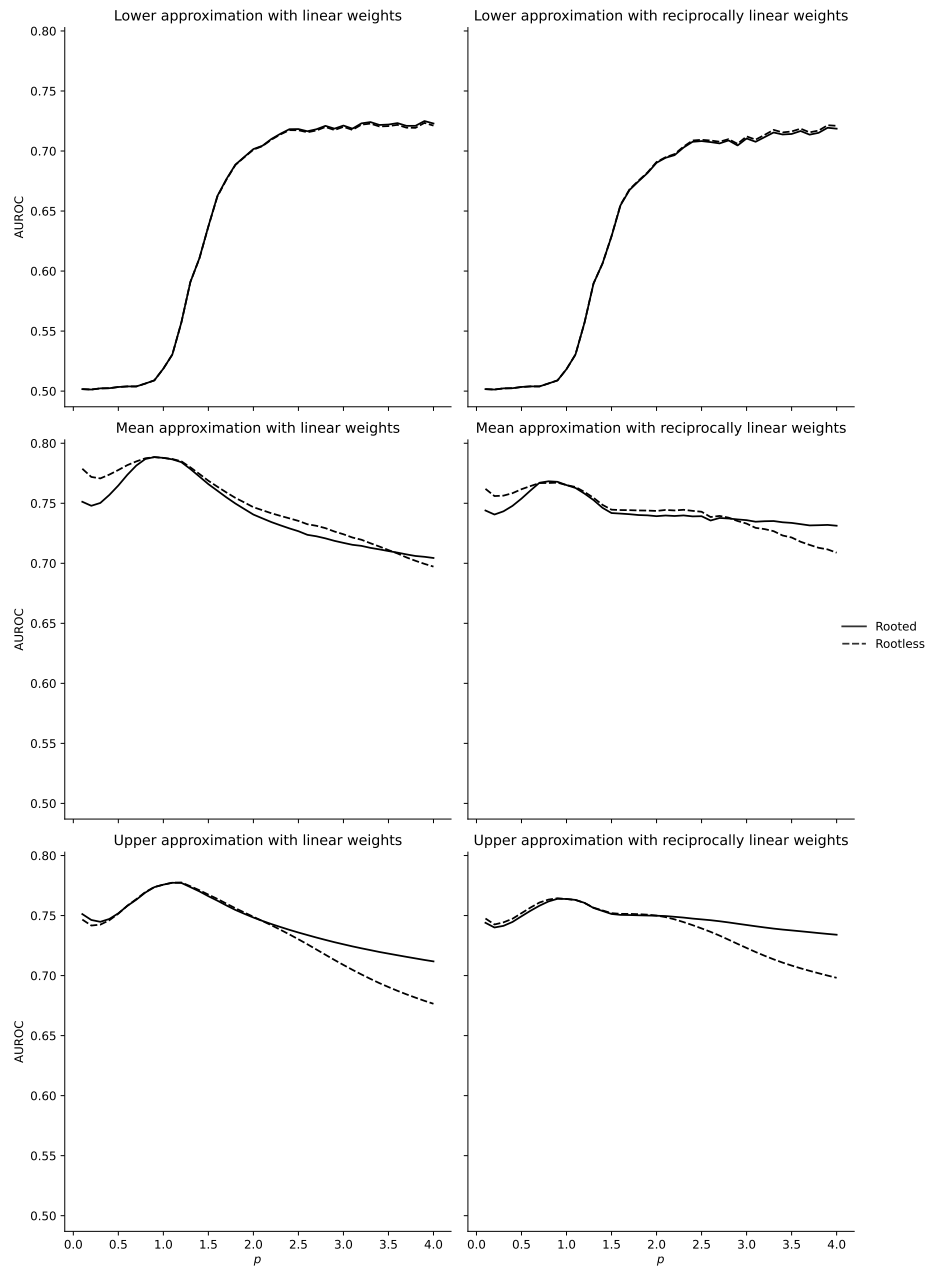 Lower approximation with linear weights
Lower approximation with reciprocally linear weights
0.80
0.75
0.70
0.65
0.60
0.55
0.50
AUROC
Mean approximation with linear weights
Mean approximation with reciprocally linear weights
0.80
0.75
0.70
0.65
0.60
0.55
0.50
AUROC
Rooted
Rootless
Upper approximation with linear weights
Upper approximation with reciprocally linear weights
0.80
0.75
0.70
0.65
0.60
0.55
0.50
AUROC
0.0 0.5 1.0 1.5 2.0 2.5 3.0 3.5 4.0
p
0.0 0.5 1.0 1.5 2.0 2.5 3.0 3.5 4.0
p